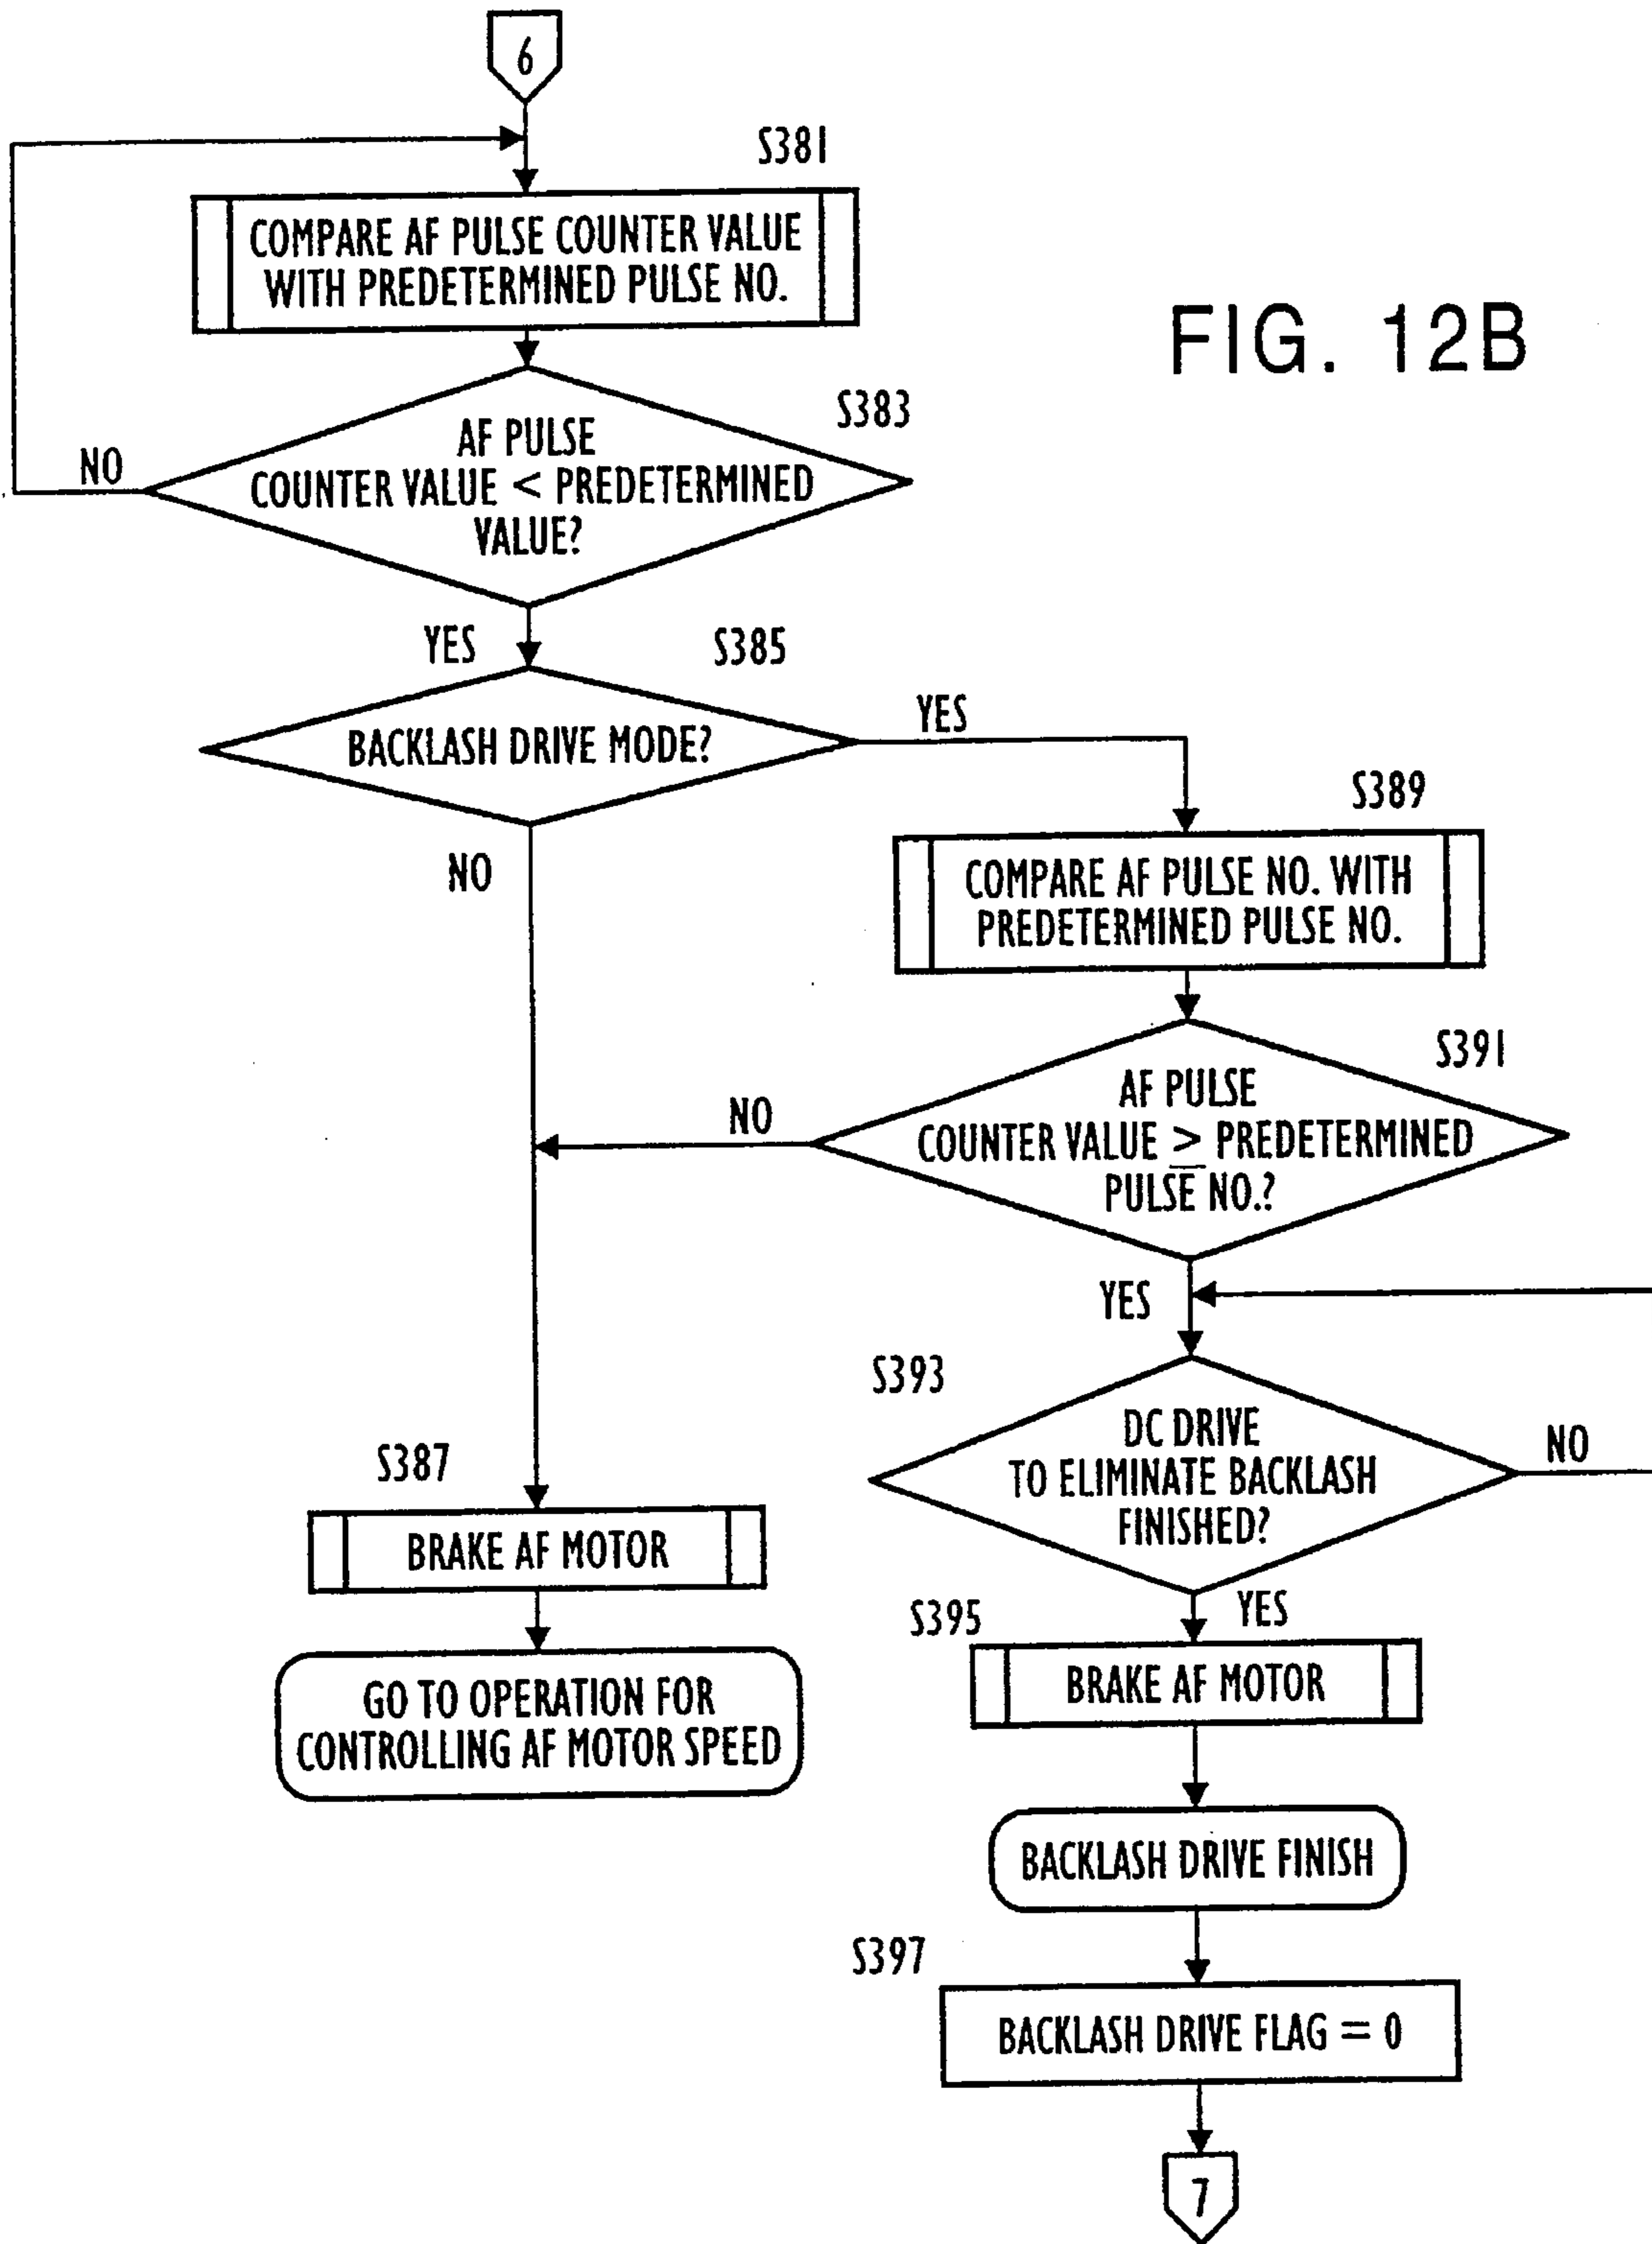 6
S381
COMPARE AF PULSE COUNTER VALUE
WITH PREDETERMINED PULSE NO.
FIG. 12B
S383
AF PULSE
COUNTER VALUE < PREDETERMINED
VALUE?
NO
YES
S385
BACKLASH DRIVE MODE?
YES
NO
S389
COMPARE AF PULSE NO. WITH
PREDETERMINED PULSE NO.
S391
AF PULSE
COUNTER VALUE ≥ PREDETERMINED
PULSE NO.?
NO
YES
S393
DC DRIVE
TO ELIMINATE BACKLASH
FINISHED?
NO
YES
S387
BRAKE AF MOTOR
GO TO OPERATION FOR
CONTROLLING AF MOTOR SPEED
S395
BRAKE AF MOTOR
BACKLASH DRIVE FINISH
S397
BACKLASH DRIVE FLAG = 0
7